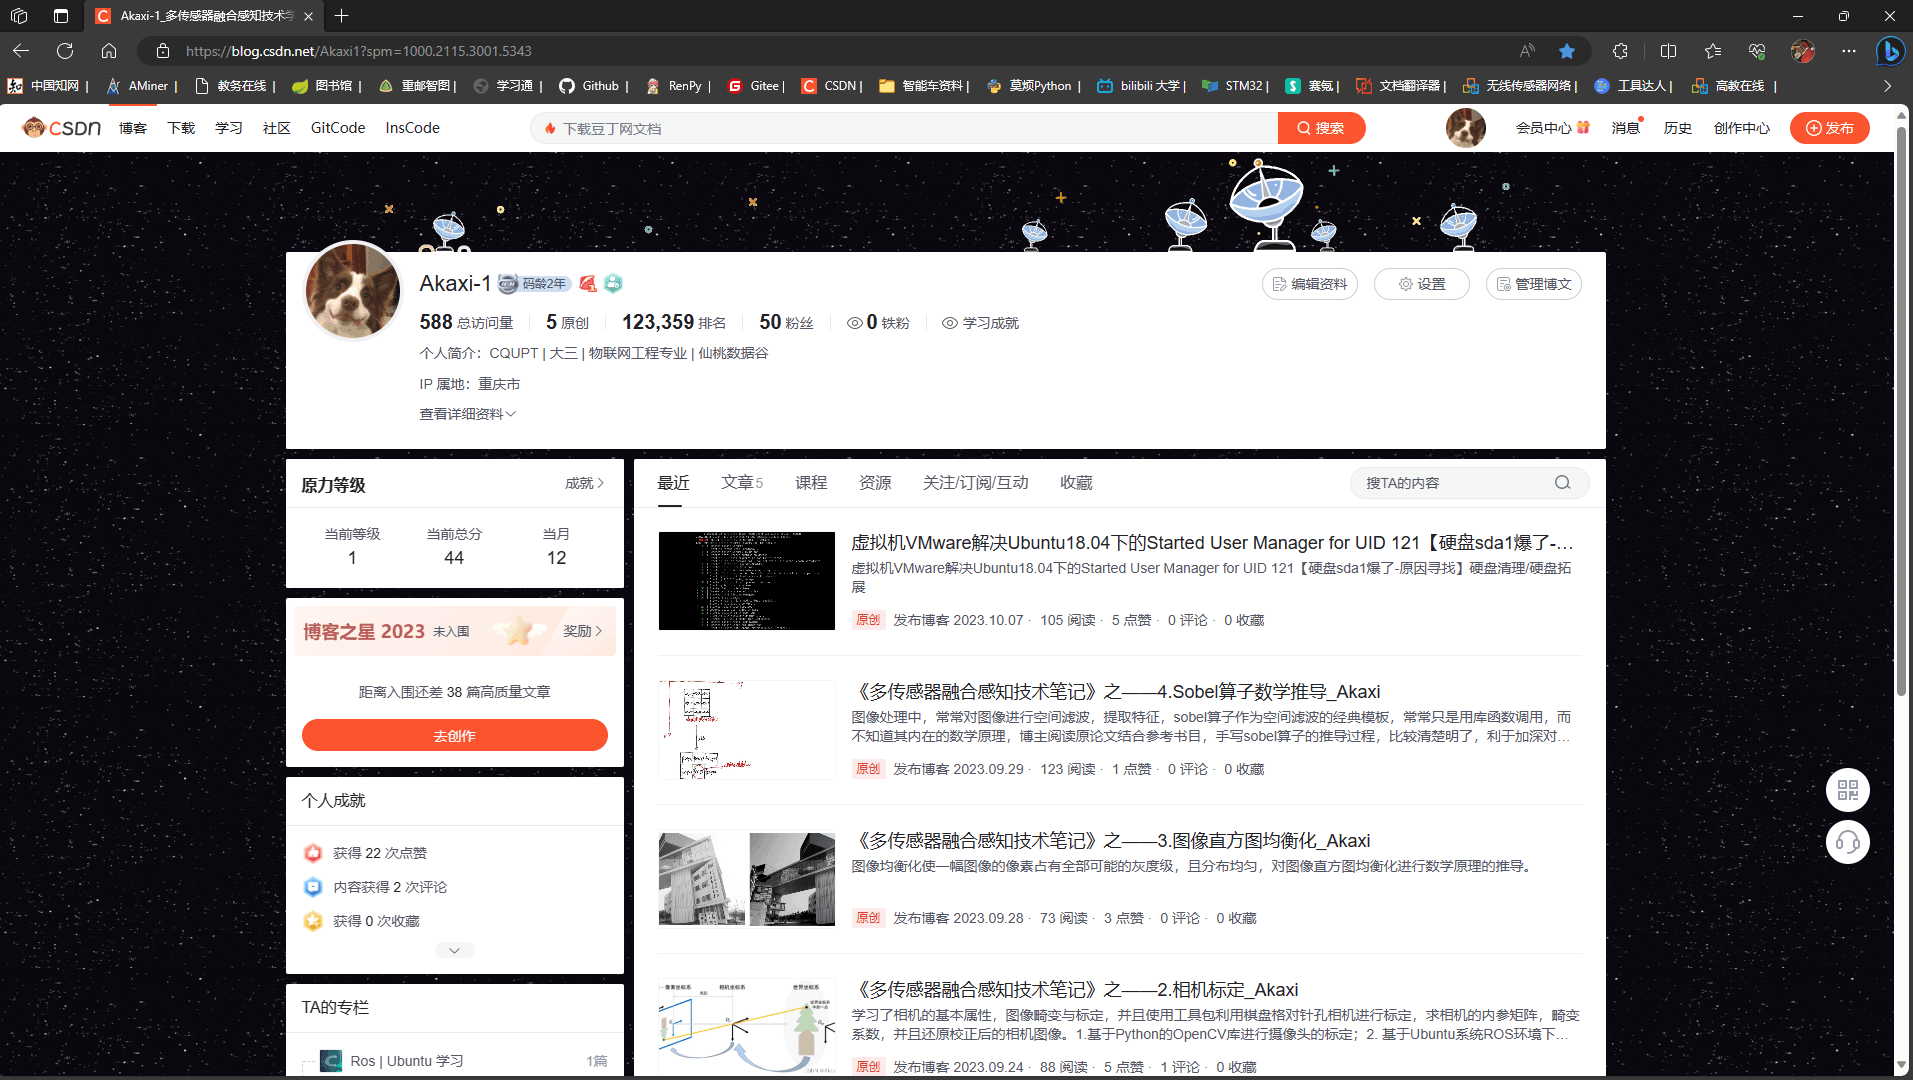 Akaxi-1_多传感器融合感知技术学
https://blog.csdn.net/Akaxi1?spm=1000.2115.3001.5343
中国知网 | AMiner | 教务在线 | 图书馆 | 重邮智图 | 学习通 | Github | RenPy | Gitee | CSDN | 智能车资料 | 莫烦Python | bilibili 大学 | STM32 | 赛氪 | 文档翻译器 | 无线传感器网络 | 工具达人 | 高教在线 |
CSDN 博客 下载 学习 社区 GitCode InsCode 下载豆丁网文档 搜索 会员中心 消息 历史 创作中心 发布
Akaxi-1 码龄2年 编辑资料 设置 管理博文
588 总访问量 5 原创 123,359 排名 50 粉丝 0 铁粉 学习成就
个人简介：CQUPT | 大三 | 物联网工程专业 | 仙桃数据谷
IP 属地：重庆市
查看详细资料
原力等级 成就
当前等级 当前总分 当月
1 44 12
博客之星 2023 未入围 奖励
距离入围还差 38 篇高质量文章
去创作
个人成就
获得 22 次点赞
内容获得 2 次评论
获得 0 次收藏
TA的专栏
Ros | Ubuntu 学习 1篇
最近 文章5 课程 资源 关注/订阅/互动 收藏 搜TA的内容
虚拟机VMware解决Ubuntu18.04下的Started User Manager for UID 121【硬盘sda1爆了-...
虚拟机VMware解决Ubuntu18.04下的Started User Manager for UID 121【硬盘sda1爆了-原因寻找】硬盘清理/硬盘拓
展
原创 发布博客 2023.10.07 · 105 阅读 · 5 点赞 · 0 评论 · 0 收藏
《多传感器融合感知技术笔记》之——4.Sobel算子数学推导_Akaxi
图像处理中，常常对图像进行空间滤波，提取特征，sobel算子作为空间滤波的经典模板，常常只是用库函数调用，而
不知道其内在的数学原理，博主阅读原论文结合参考书目，手写sobel算子的推导过程，比较清楚明了，利于加深对...
原创 发布博客 2023.09.29 · 123 阅读 · 1 点赞 · 0 评论 · 0 收藏
《多传感器融合感知技术笔记》之——3.图像直方图均衡化_Akaxi
图像均衡化使一幅图像的像素占有全部可能的灰度级，且分布均匀，对图像直方图均衡化进行数学原理的推导。
原创 发布博客 2023.09.28 · 73 阅读 · 3 点赞 · 0 评论 · 0 收藏
像素坐标系 相机坐标系 世界坐标系
《多传感器融合感知技术笔记》之——2.相机标定_Akaxi
学习了相机的基本属性，图像畸变与标定，并且使用工具包利用棋盘格对针孔相机进行标定，求相机的内参矩阵，畸变
系数，并且还原校正后的相机图像。1.基于Python的OpenCV库进行摄像头的标定；2. 基于Ubuntu系统ROS环境下...
原创 发布博客 2023.09.24 · 88 阅读 · 5 点赞 · 1 评论 · 0 收藏